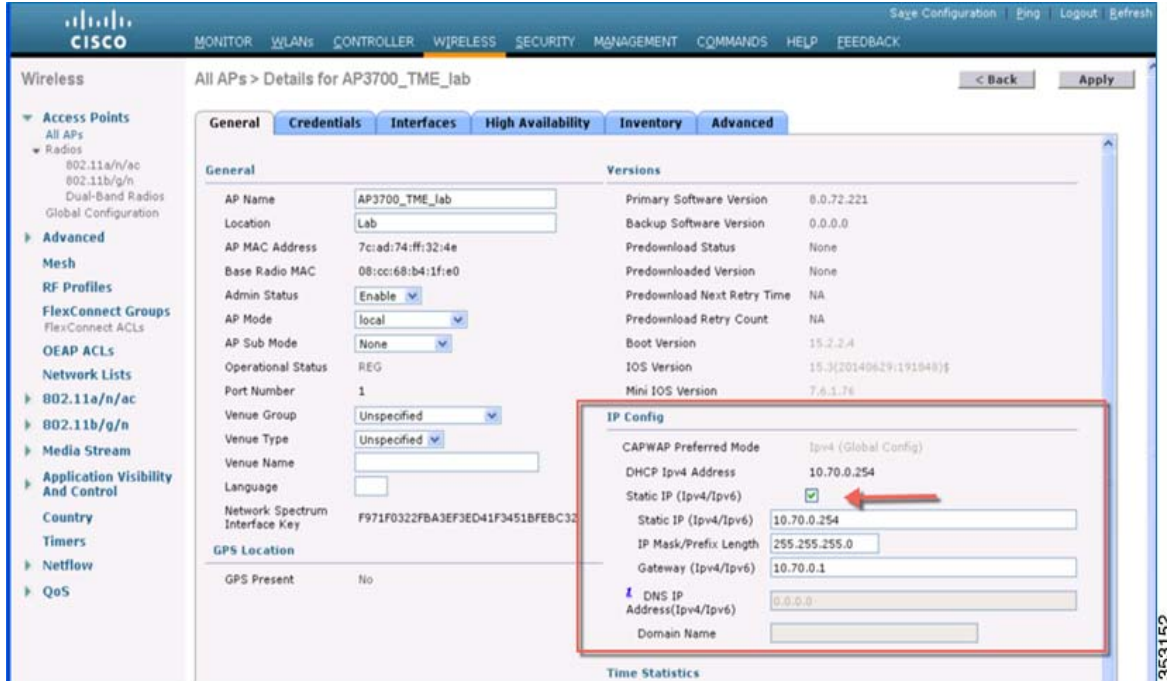 Save Configuration | Ping | Logout | Refresh
CISCO
MONITOR WLANs CONTROLLER WIRELESS SECURITY MANAGEMENT COMMANDS HELP FEEDBACK
Wireless
Access Points
All APs
Radios
802.11a/n/ac
802.11b/g/n
Dual-Band Radios
Global Configuration
Advanced
Mesh
RF Profiles
FlexConnect Groups
FlexConnect ACLs
OEAP ACLs
Network Lists
802.11a/n/ac
802.11b/g/n
Media Stream
Application Visibility
And Control
Country
Timers
Netflow
QoS
All APs > Details for AP3700_TME_lab
< Back Apply
General Credentials Interfaces High Availability Inventory Advanced
General
AP Name AP3700_TME_lab
Location Lab
AP MAC Address 7c:ad:74:ff:32:4e
Base Radio MAC 08:cc:68:b4:1f:e0
Admin Status Enable
AP Mode local
AP Sub Mode None
Operational Status REG
Port Number 1
Venue Group Unspecified
Venue Type Unspecified
Venue Name
Language
Network Spectrum
Interface Key F971F0322FBA3EF3ED41F3451BFEBC32
GPS Location
GPS Present No
Versions
Primary Software Version 8.0.72.221
Backup Software Version 0.0.0.0
Predownload Status None
Predownloaded Version None
Predownload Next Retry Time NA
Predownload Retry Count NA
Boot Version 15.2.2.4
IOS Version 15.3(20140629:191848)$
Mini IOS Version 7.6.1.76
IP Config
CAPWAP Preferred Mode Ipv4 (Global Config)
DHCP Ipv4 Address 10.70.0.254
Static IP (Ipv4/Ipv6)
Static IP (Ipv4/Ipv6) 10.70.0.254
IP Mask/Prefix Length 255.255.255.0
Gateway (Ipv4/Ipv6) 10.70.0.1
DNS IP
Address(Ipv4/Ipv6) 0.0.0.0
Domain Name
Time Statistics
353152